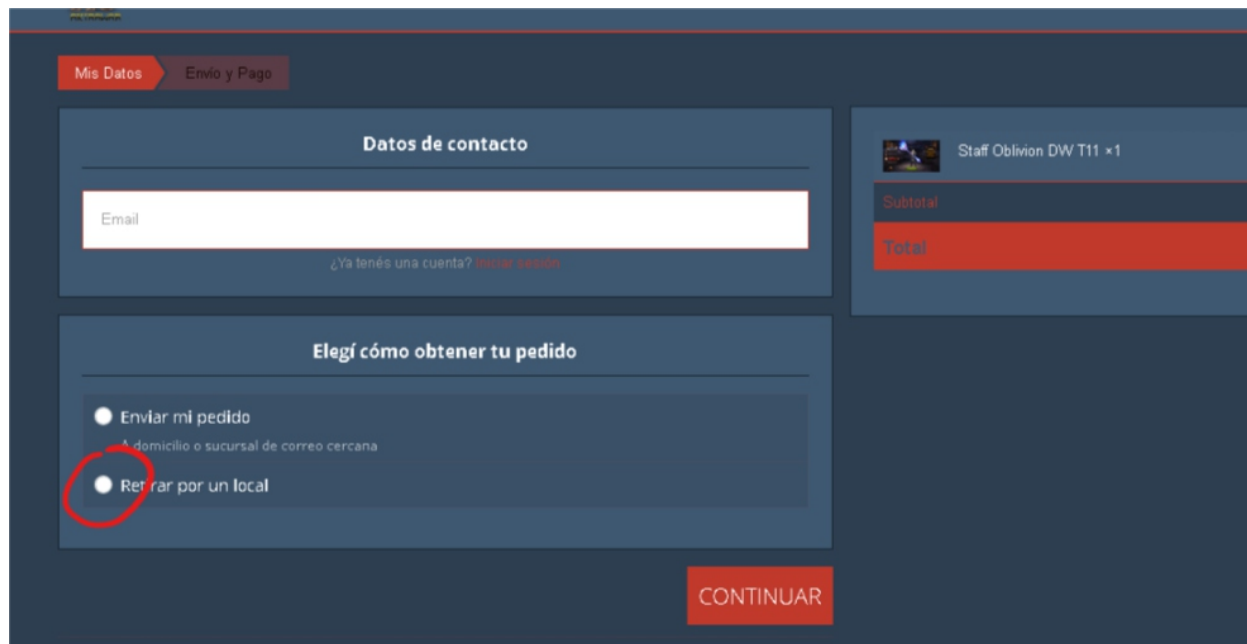 Mis Datos
Envío y Pago
Datos de contacto
Email
¿Ya tenés una cuenta? Iniciar sesión
Elegí cómo obtener tu pedido
Enviar mi pedido
A domicilio o sucursal de correo cercana
Retirar por un local
CONTINUAR
Staff Oblivion DW T11 ×1
Subtotal
Total